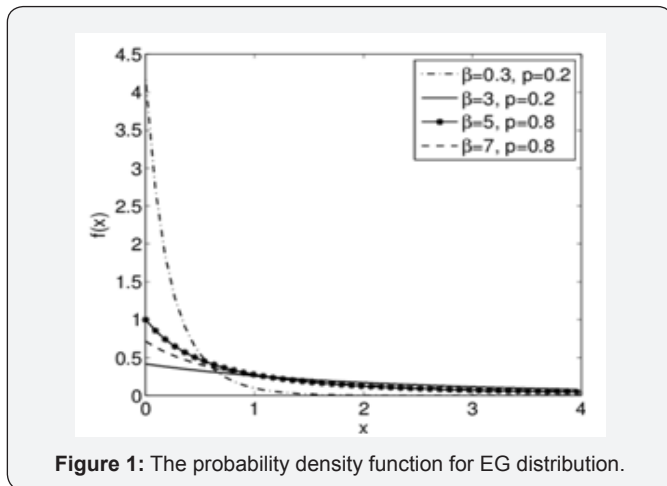 4.5
4
3.5
3
2.5
2
1.5
1
0.5
0
f(x)
β=0.3, p=0.2
β=3, p=0.2
β=5, p=0.8
β=7, p=0.8
0 1 2 3 4
x
Figure 1: The probability density function for EG distribution.